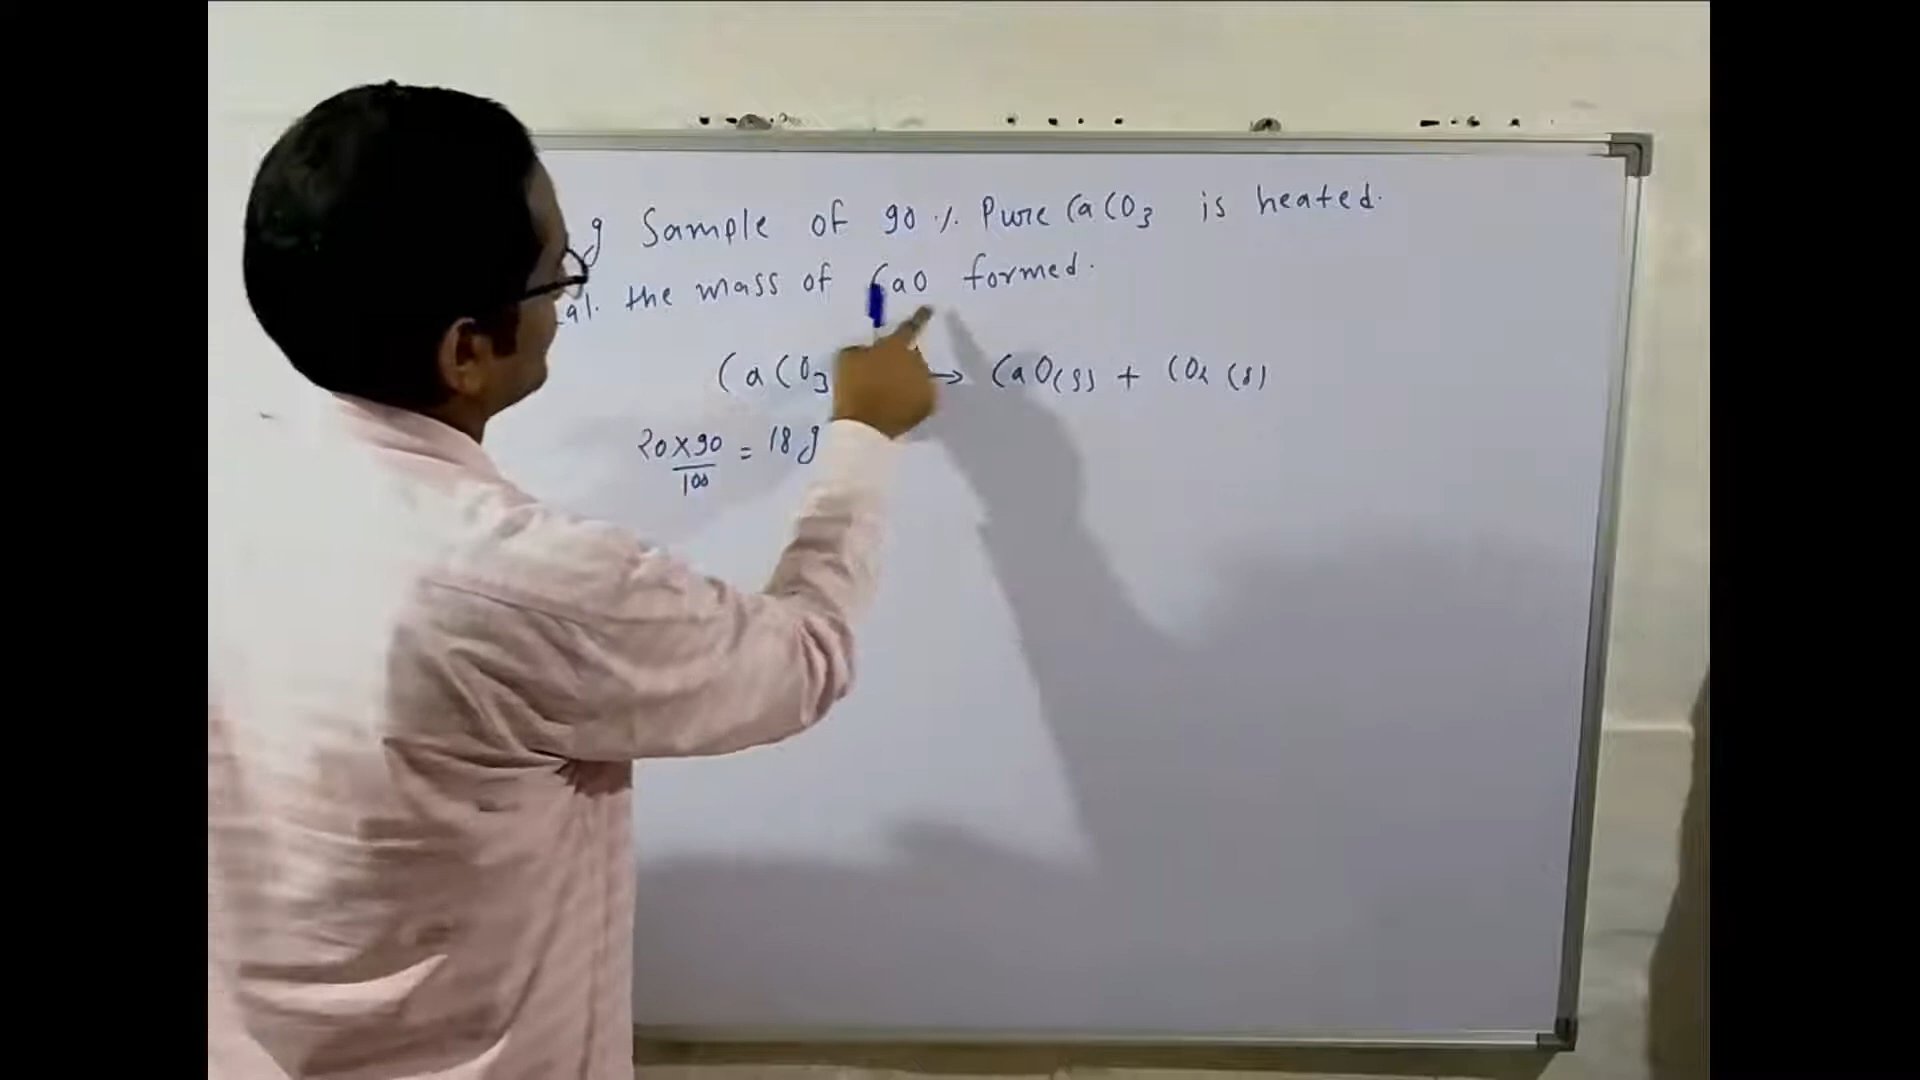 g Sample of 90 %. Pure CaCO3 is heated.
the mass of CaO formed.
CaCO3 → CaO(s) + CO2 (g)
20 x 90 / 100 = 18 g